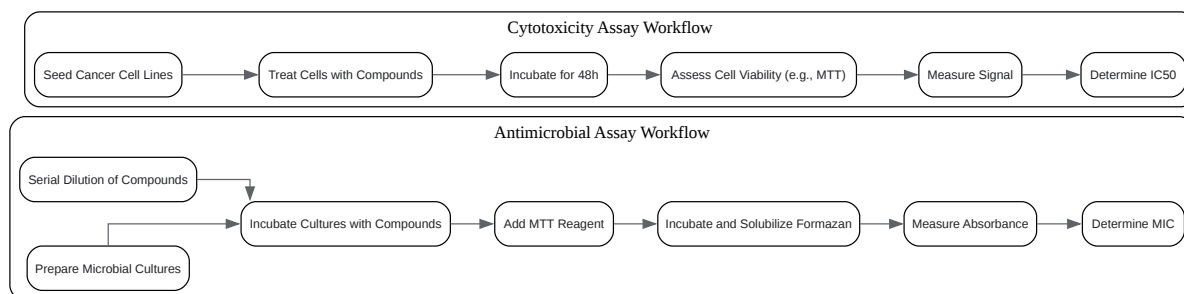 Cytotoxicity Assay Workflow
Seed Cancer Cell Lines
Treat Cells with Compounds
Incubate for 48h
Assess Cell Viability (e.g., MTT)
Measure Signal
Determine IC50
Antimicrobial Assay Workflow
Serial Dilution of Compounds
Prepare Microbial Cultures
Incubate Cultures with Compounds
Add MTT Reagent
Incubate and Solubilize Formazan
Measure Absorbance
Determine MIC